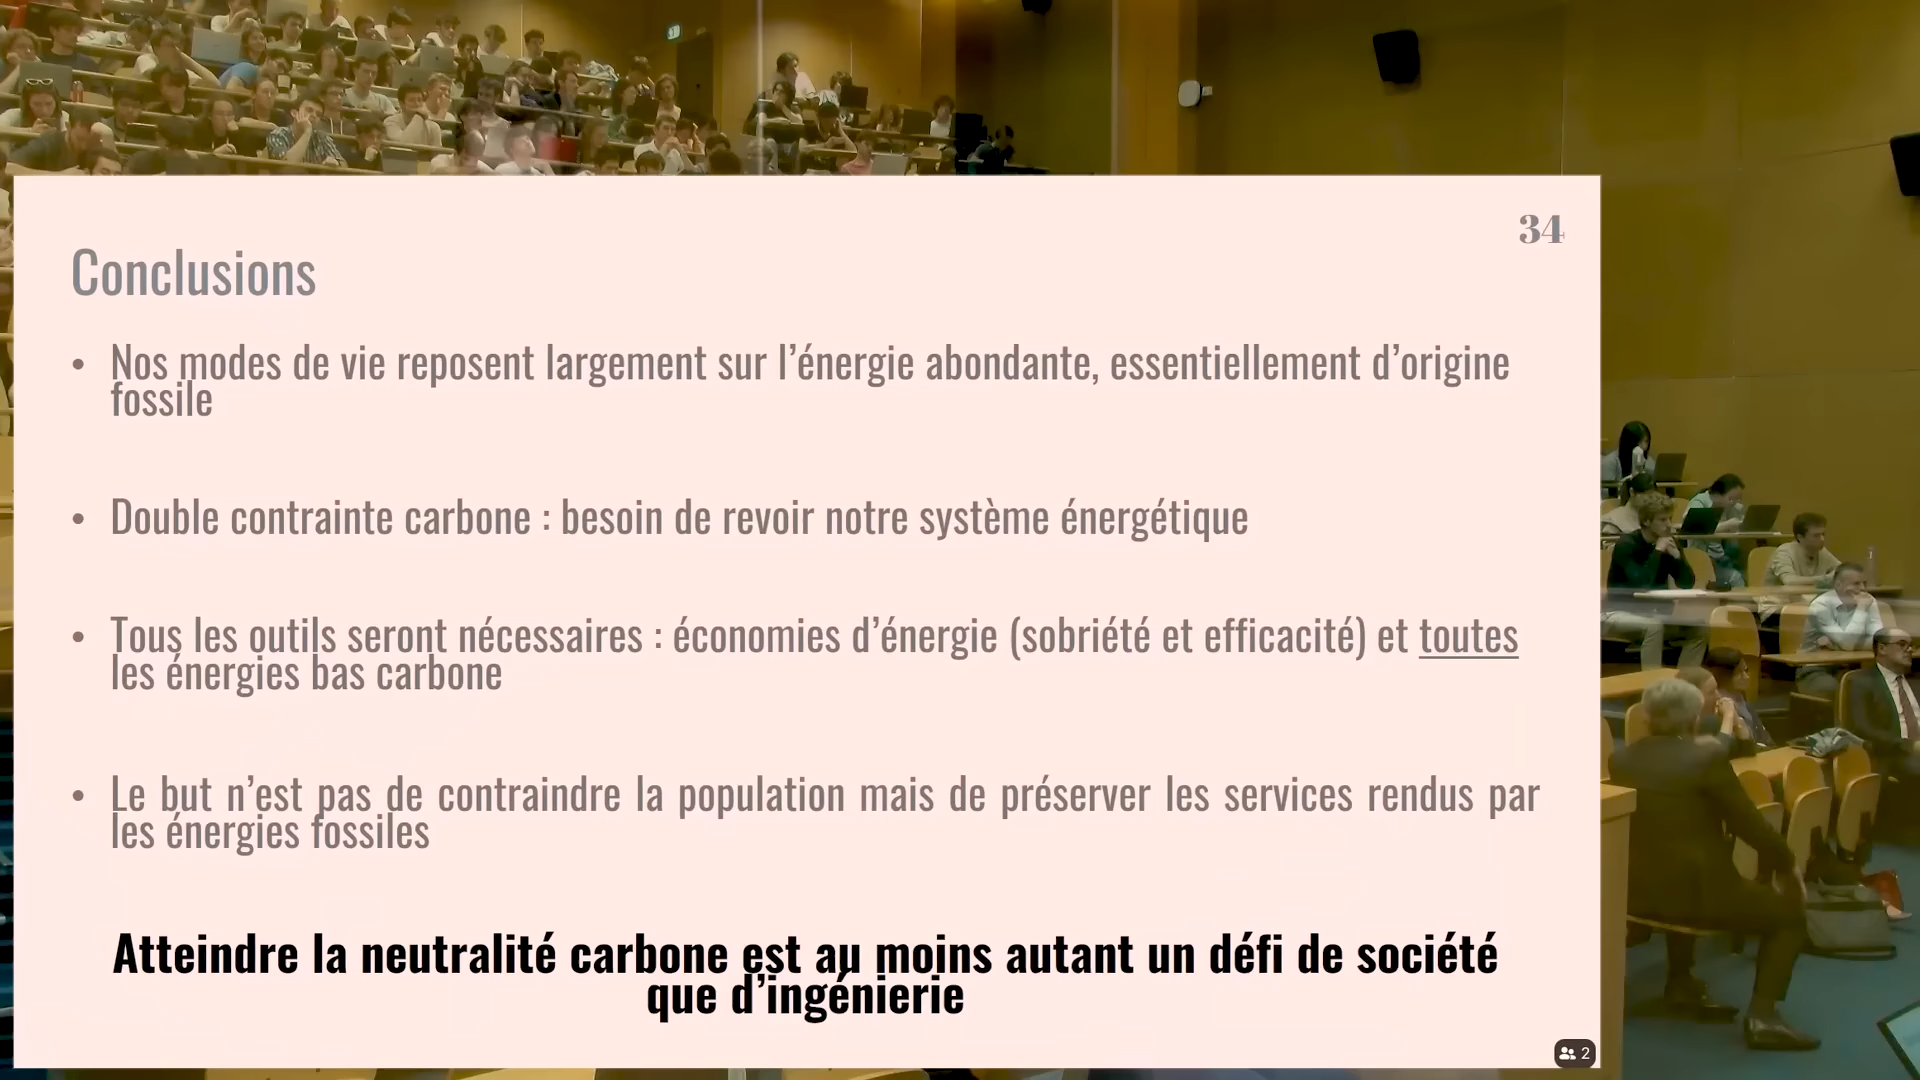 34
Conclusions
• Nos modes de vie reposent largement sur l’énergie abondante, essentiellement d’origine
fossile
• Double contrainte carbone : besoin de revoir notre système énergétique
• Tous les outils seront nécessaires : économies d’énergie (sobriété et efficacité) et toutes
les énergies bas carbone
• Le but n’est pas de contraindre la population mais de préserver les services rendus par
les énergies fossiles
Atteindre la neutralité carbone est au moins autant un défi de société
que d’ingénierie
2